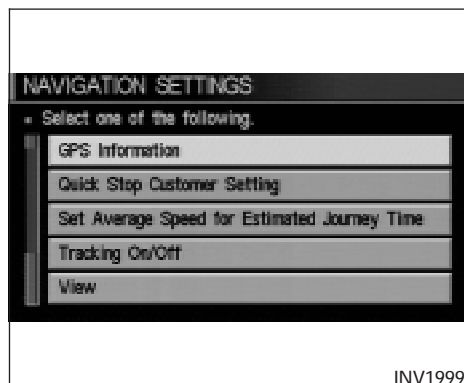 NAVIGATION SETTINGS
Select one of the following.
GPS Information
Quick Stop Customer Setting
Set Average Speed for Estimated Journey Time
Tracking On/Off
View
INV1999